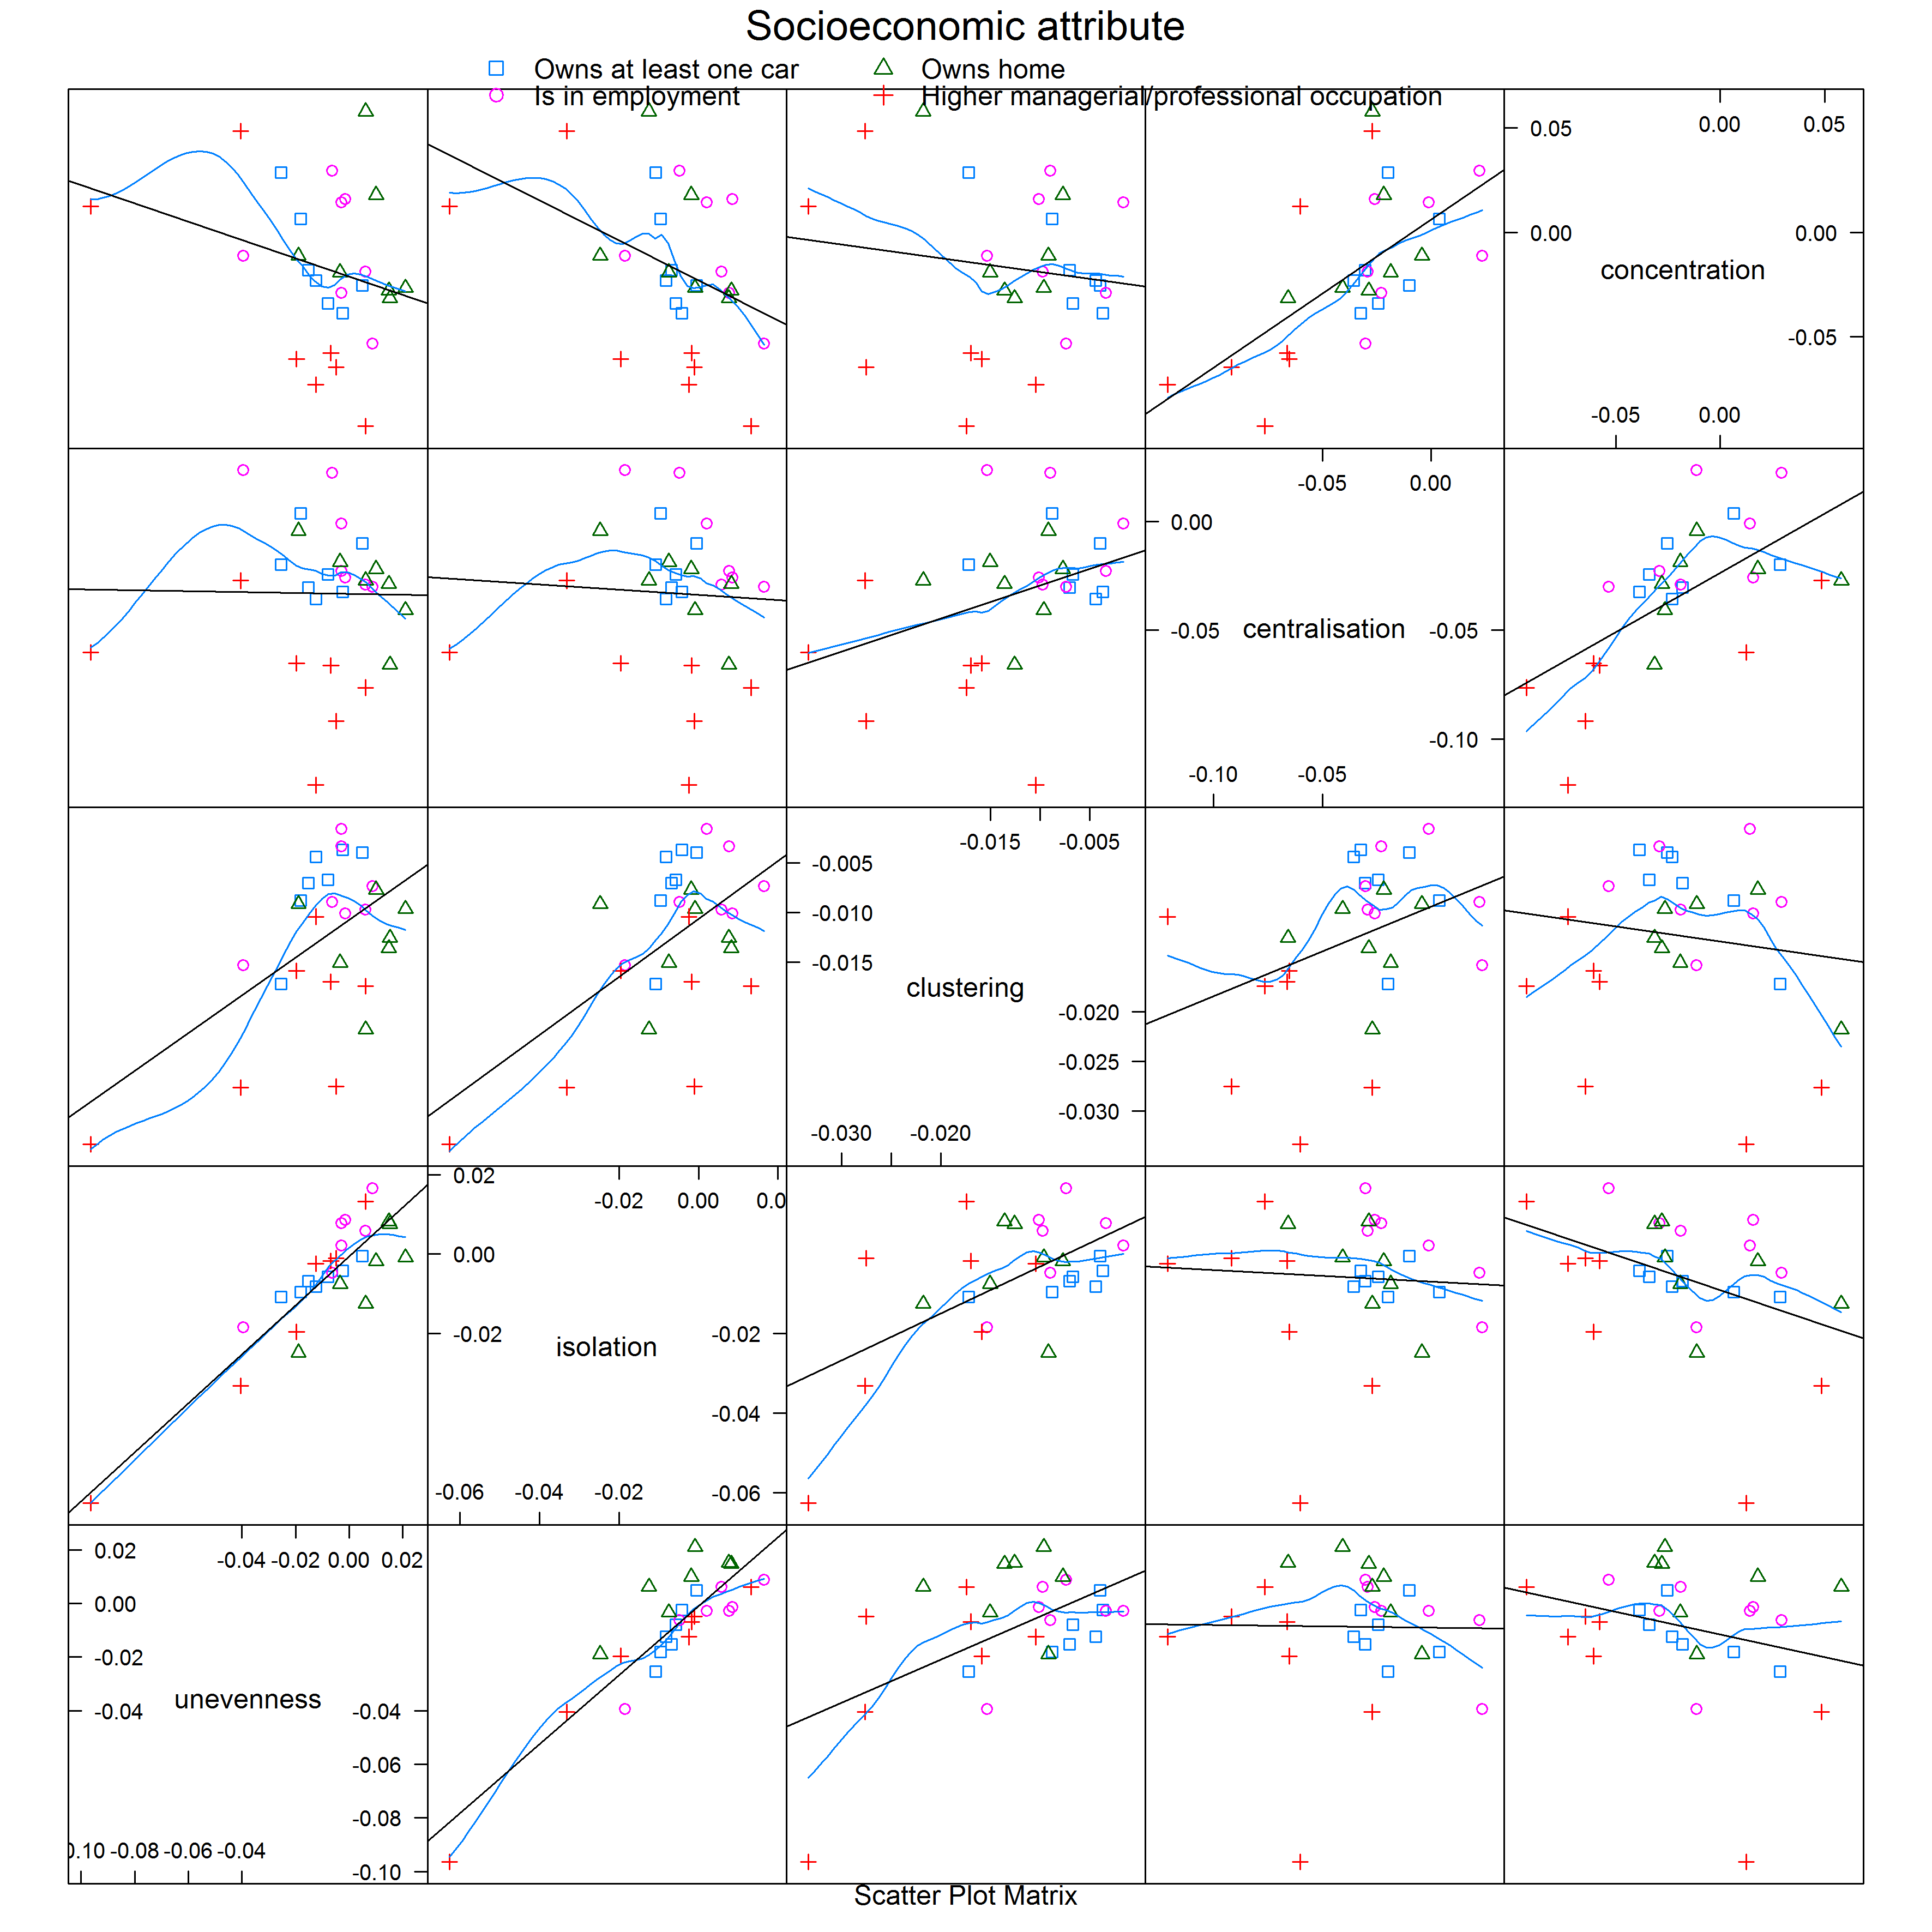 Socioeconomic attribute
Owns at least one car Owns home
Is in employment Higher managerial/professional occupation
0.05 0.00 0.05
0.00 0.00
concentration
-0.05
-0.05 0.00
-0.05 0.00
0.00
-0.05 centralisation -0.05
-0.10
-0.10 -0.05
-0.015 -0.005
-0.005
-0.010
-0.015
clustering
-0.020
-0.025
-0.030
-0.030 -0.020
0.02
-0.02 0.00 0.0
0.00
-0.02 -0.02
isolation
-0.04
-0.06 -0.04 -0.02 -0.06
0.02 -0.04 -0.02 0.00 0.02
0.00
-0.02
unevenness
-0.04 -0.04
-0.06
-0.08
0.10 -0.08 -0.06 -0.04
-0.10
Scatter Plot Matrix